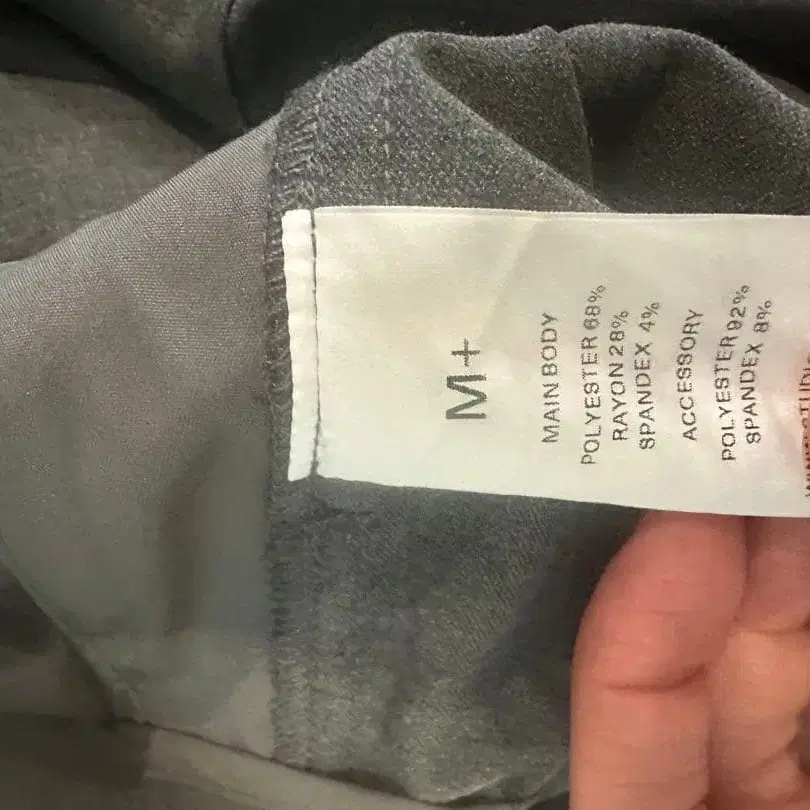 M+
MAIN BODY
POLYESTER 68%
RAYON 28%
SPANDEX 4%
ACCESSORY
POLYESTER 92%
SPANDEX 8%